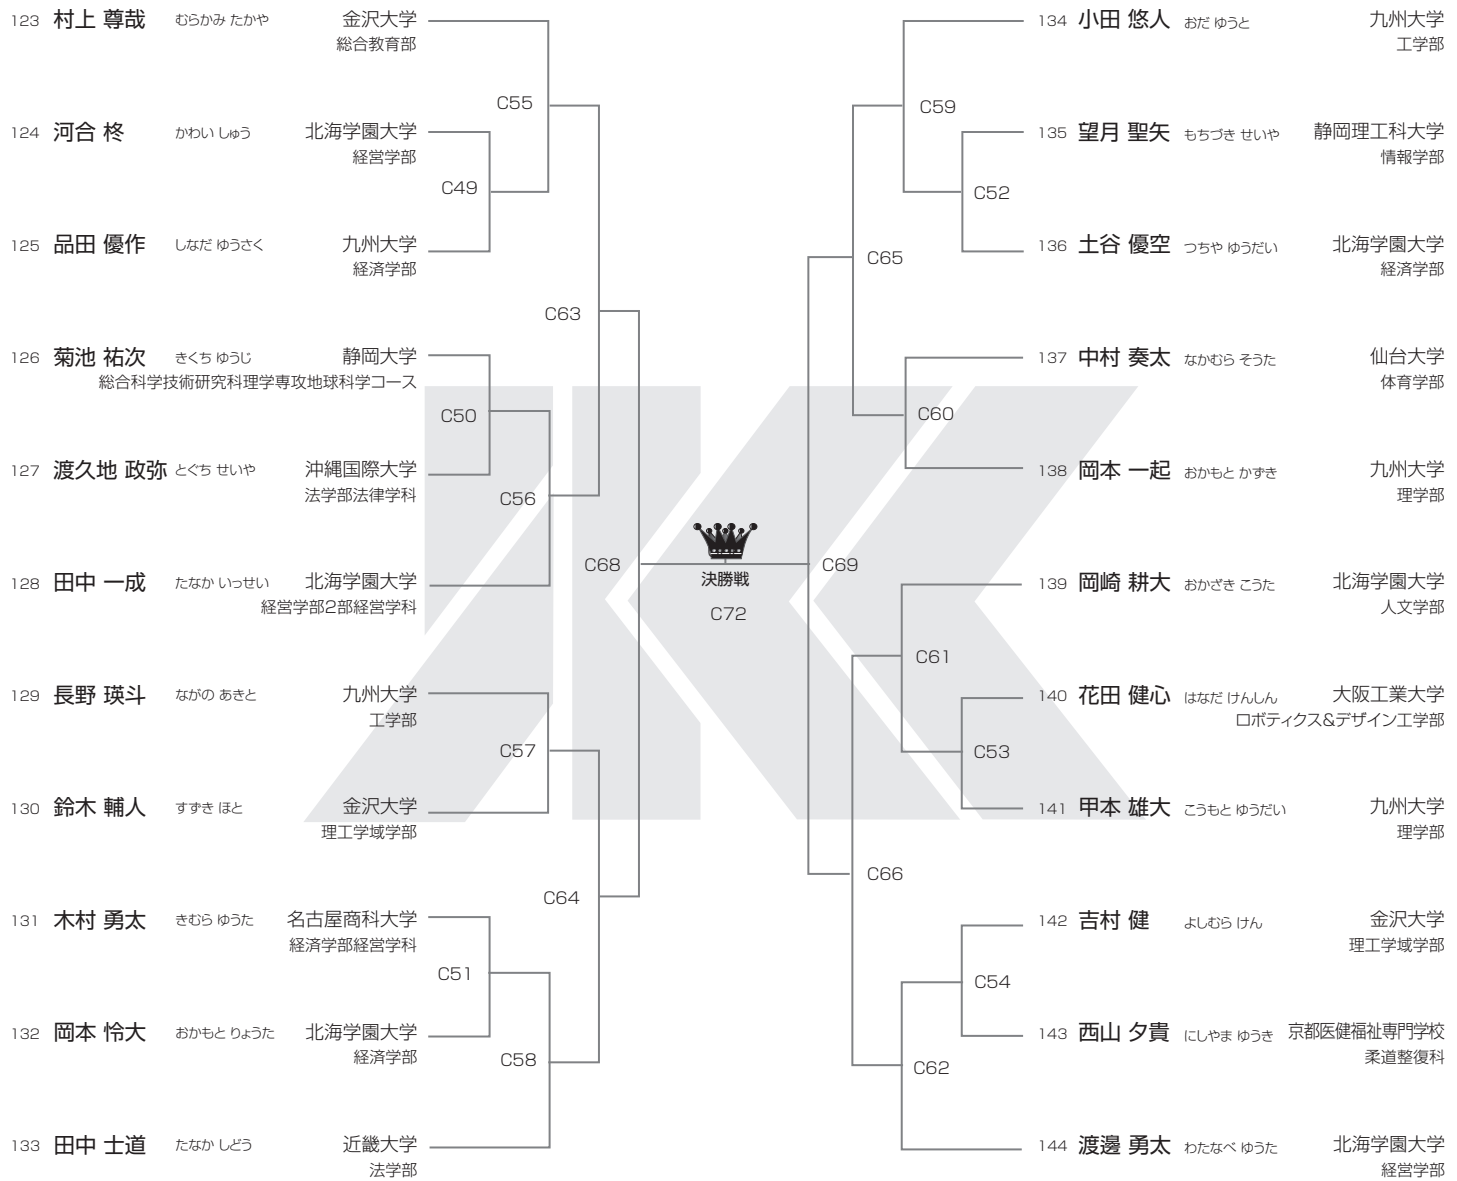 123 村上 尊哉 むらかみ たかや 金沢大学
総合教育部
C55
124 河合 柊 かわい しゅう 北海学園大学
経営学部
C49
125 品田 優作 しなだ ゆうさく 九州大学
経済学部
C63
126 菊池 祐次 きくち ゆうじ 静岡大学
総合科学技術研究科理学専攻地球科学コース
C50
127 渡久地 政弥 とぐち せいや 沖縄国際大学
法学部法律学科
C56
C68
128 田中 一成 たなか いっせい 北海学園大学
経営学部2部経営学科
129 長野 瑛斗 ながの あきと 九州大学
工学部
C57
130 鈴木 輔人 すずき ほと 金沢大学
理工学域学部
C64
131 木村 勇太 きむら ゆうた 名古屋商科大学
経済学部経営学科
C51
132 岡本 怜大 おかもと りょうた 北海学園大学
経済学部
C58
133 田中 士道 たなか しどう 近畿大学
法学部
決勝戦
C72
134 小田 悠人 おだ ゆうと 九州大学
工学部
C59
135 望月 聖矢 もちづき せいや 静岡理工科大学
情報学部
C52
136 土谷 優空 つちや ゆうだい 北海学園大学
経済学部
C65
137 中村 奏太 なかむら そうた 仙台大学
体育学部
C60
138 岡本 一起 おかもと かずき 九州大学
理学部
C69
139 岡崎 耕大 おかざき こうた 北海学園大学
人文学部
C61
140 花田 健心 はなだ けんしん 大阪工業大学
ロボティクス&デザイン工学部
C53
141 甲本 雄大 こうもと ゆうだい 九州大学
理学部
C66
142 吉村 健 よしむら けん 金沢大学
理工学域学部
C54
143 西山 夕貴 にしやま ゆうき 京都医健福祉専門学校
柔道整復科
C62
144 渡邊 勇太 わたなべ ゆうた 北海学園大学
経営学部